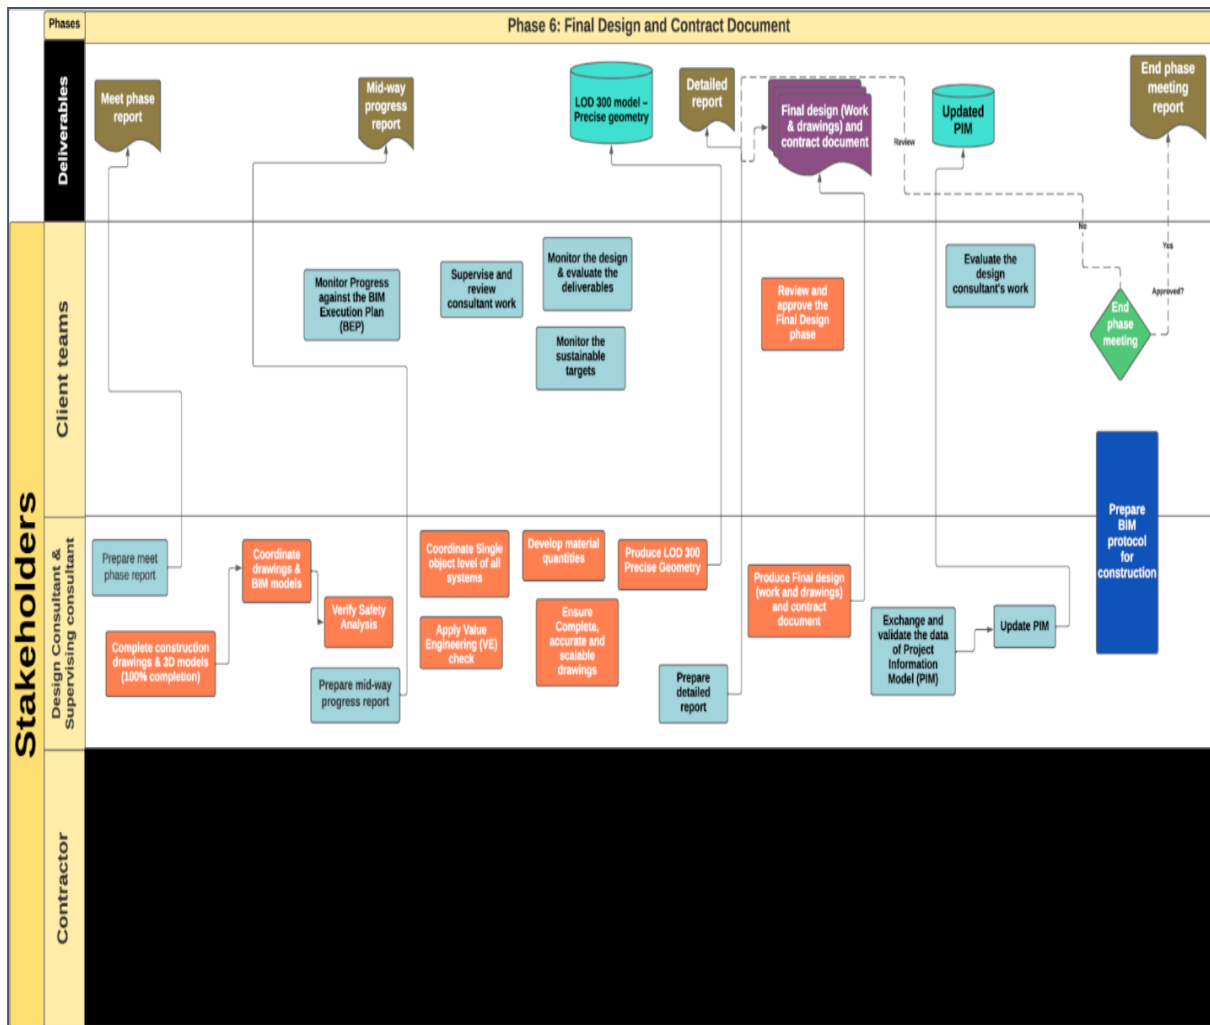 Phases
Phase 6: Final Design and Contract Document
Deliverables
Meet phase
report
Mid-way
progress
report
LOD 300 model –
Precise geometry
Detailed
report
Final design (Work
& drawings) and
contract document
Review
Updated
PIM
End phase
meeting
report
Stakeholders
Client teams
Monitor Progress
against the BIM
Execution Plan
(BEP)
Supervise and
review
consultant work
Monitor the design
& evaluate the
deliverables
Monitor the
sustainable
targets
Review and
approve the
Final Design
phase
Evaluate the
design
consultant's work
No
Yes
Approved?
End
phase
meeting
Design Consultant &
Supervising consultant
Prepare meet
phase report
Complete construction
drawings & 3D models
(100% completion)
Coordinate
drawings &
BIM models
Verify Safety
Analysis
Prepare mid-way
progress report
Coordinate Single
object level of all
systems
Apply Value
Engineering (VE)
check
Develop material
quantities
Ensure
Complete,
accurate and
scalable
drawings
Produce LOD 300
Precise Geometry
Prepare
detailed
report
Produce Final design
(work and drawings)
and contract
document
Exchange and
validate the data
of Project
Information
Model (PIM)
Update PIM
Prepare
BIM
protocol
for
construction
Contractor